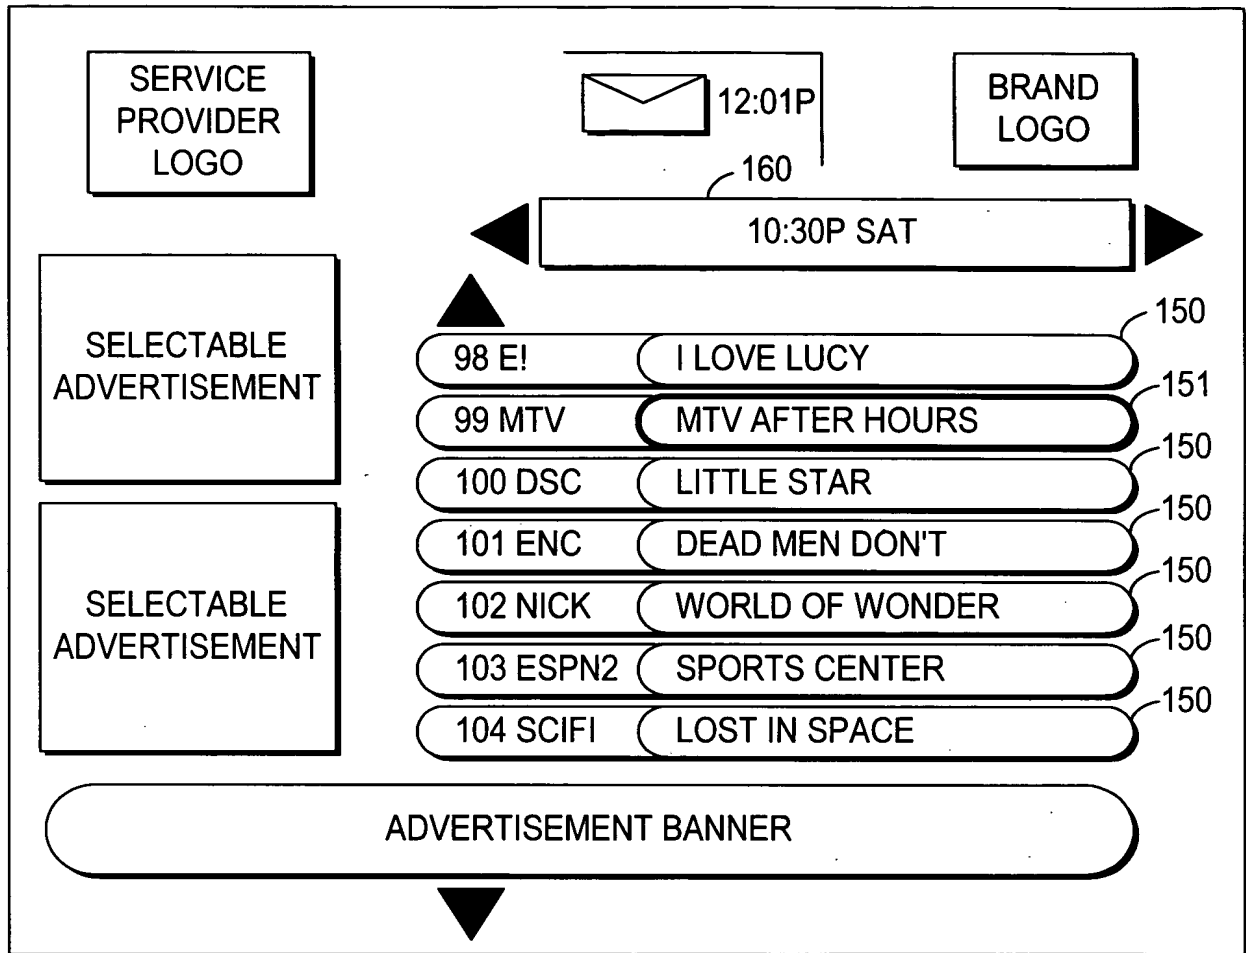 SERVICE
PROVIDER
LOGO
12:01P
BRAND
LOGO
160
10:30P SAT
SELECTABLE
ADVERTISEMENT
150
98 E! I LOVE LUCY
151
99 MTV MTV AFTER HOURS
150
100 DSC LITTLE STAR
150
101 ENC DEAD MEN DON'T
150
102 NICK WORLD OF WONDER
150
103 ESPN2 SPORTS CENTER
150
104 SCIFI LOST IN SPACE
SELECTABLE
ADVERTISEMENT
ADVERTISEMENT BANNER